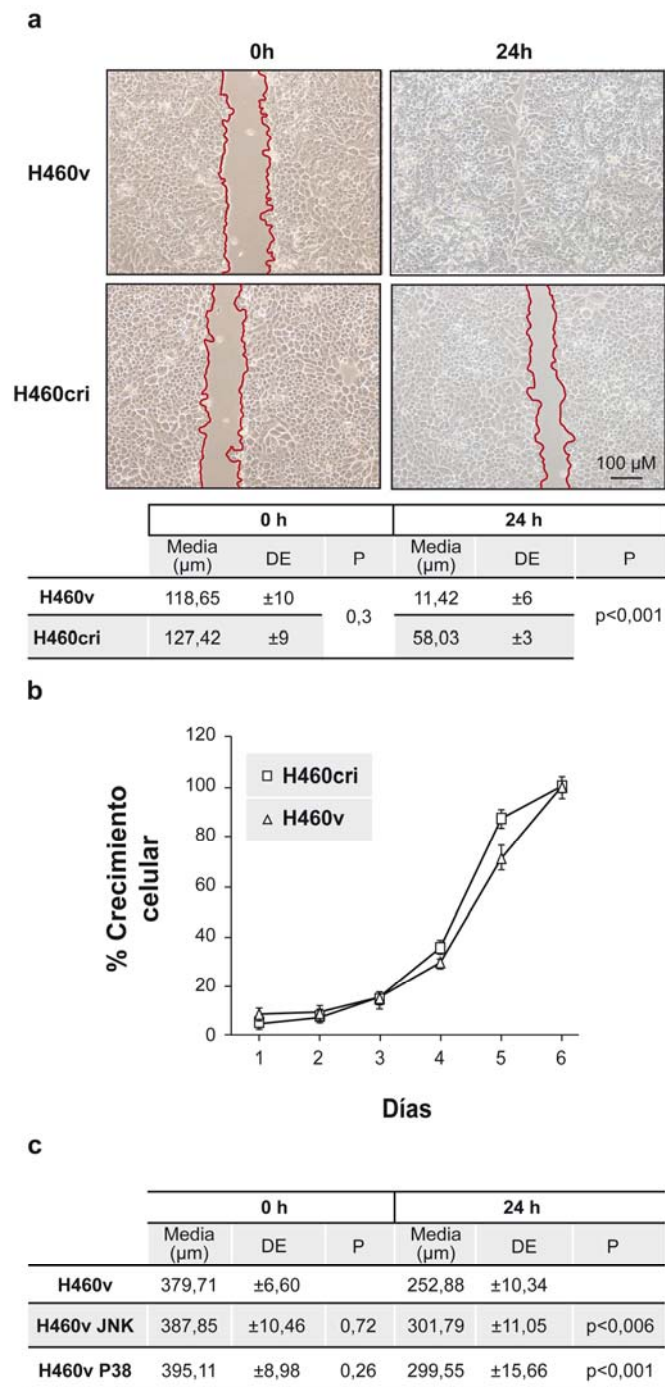 a
0h 24h
H460v
H460cri
100 µM
0 h 24 h
Media (µm) DE P Media (µm) DE P
H460v 118,65 ±10 0,3 11,42 ±6 p<0,001
H460cri 127,42 ±9 58,03 ±3
b
% Crecimiento celular
120
100
80
60
40
20
0
H460cri
H460v
1 2 3 4 5 6
Días
c
0 h 24 h
Media (µm) DE P Media (µm) DE P
H460v 379,71 ±6,60 252,88 ±10,34
H460v JNK 387,85 ±10,46 0,72 301,79 ±11,05 p<0,006
H460v P38 395,11 ±8,98 0,26 299,55 ±15,66 p<0,001